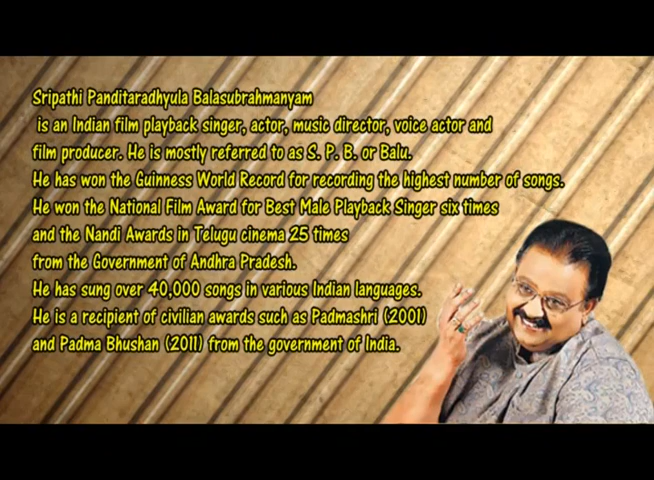 Sripathi Panditaradhyula Balasubrahmanyam
is an Indian film playback singer, actor, music director, voice actor and
film producer. He is mostly referred to as S. P. B. or Balu.
He has won the Guinness World Record for recording the highest number of songs.
He won the National Film Award for Best Male Playback Singer six times
and the Nandi Awards in Telugu cinema 25 times
from the Government of Andhra Pradesh.
He has sung over 40,000 songs in various Indian languages.
He is a recipient of civilian awards such as Padmashri (2001)
and Padma Bhushan (2011) from the government of India.